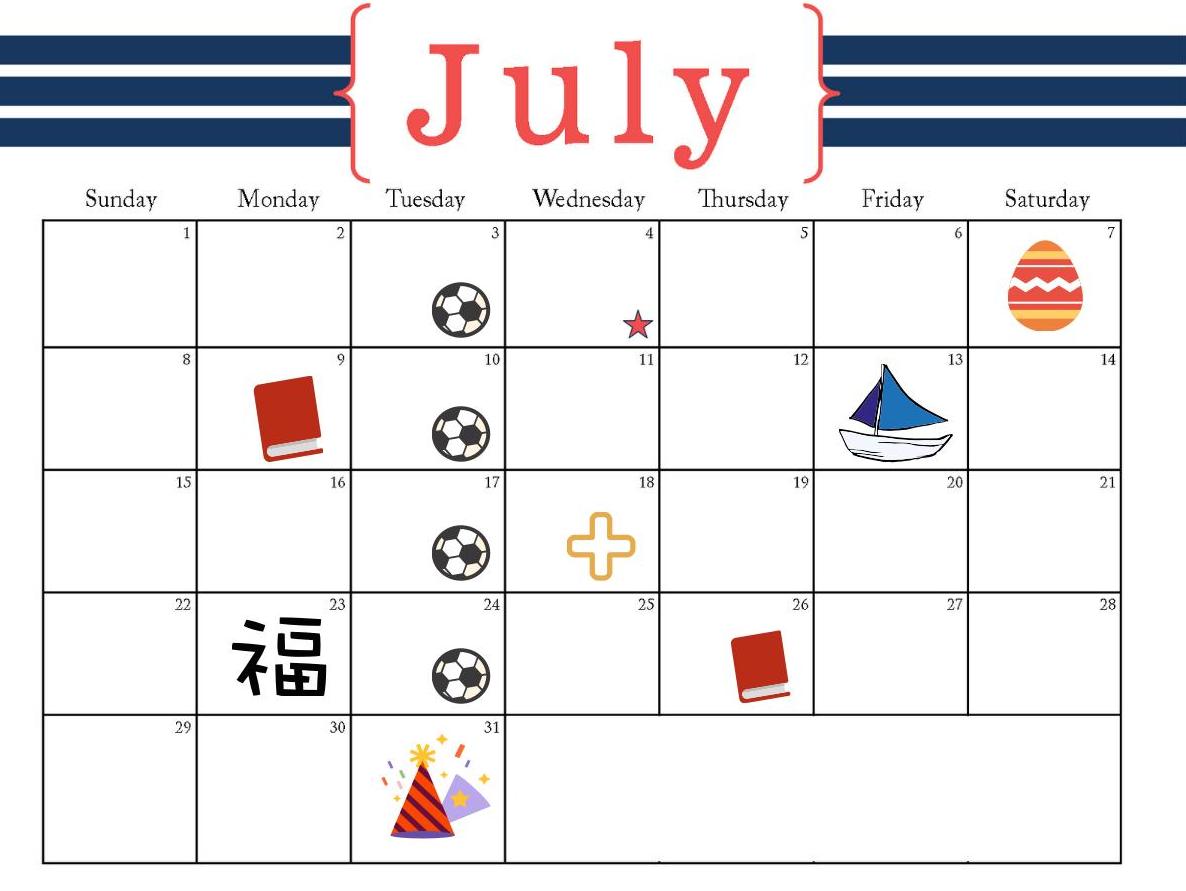 July
Sunday Monday Tuesday Wednesday Thursday Friday Saturday
1 2 3 4 5 6 7
8 9 10 11 12 13 14
15 16 17 18 19 20 21
22 23 24 25 26 27 28
福
29 30 31